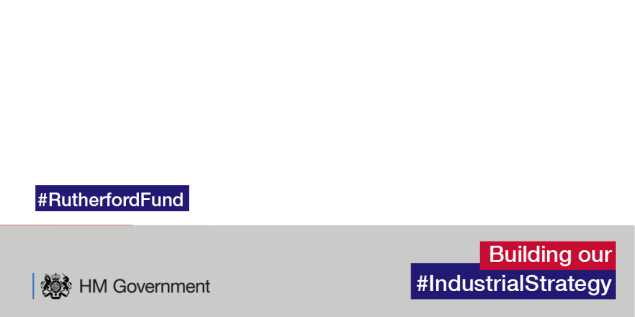 #RutherfordFund
Building our
#IndustrialStrategy
HM Government